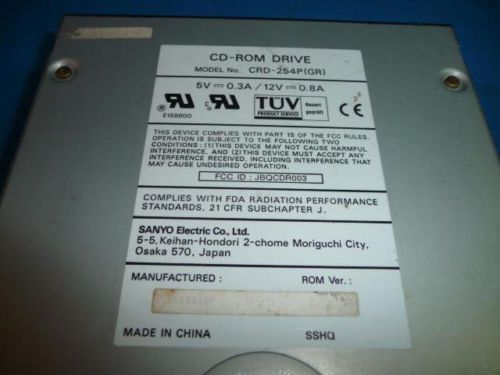 CD-ROM DRIVE
MODEL No. CRD-254P(GR)
5V ⎓ 0.3A / 12V ⎓ 0.8A
E158600
TÜV
PRODUCT SERVICE
Bauart
geprüft
CE
THIS DEVICE COMPLIES WITH PART 15 OF THE FCC RULES.
OPERATION IS SUBJECT TO THE FOLLOWING TWO
CONDITIONS: (1) THIS DEVICE MAY NOT CAUSE HARMFUL
INTERFERENCE, AND (2) THIS DEVICE MUST ACCEPT ANY
INTERFERENCE RECEIVED, INCLUDING INTERFERENCE THAT
MAY CAUSE UNDESIRED OPERATION.
FCC ID : JBQCDR003
COMPLIES WITH FDA RADIATION PERFORMANCE
STANDARDS, 21 CFR SUBCHAPTER J.
SANYO Electric Co., Ltd.
5-5, Keihan-Hondori 2-chome Moriguchi City,
Osaka 570, Japan
MANUFACTURED : ROM Ver. :
MADE IN CHINA SSHQ